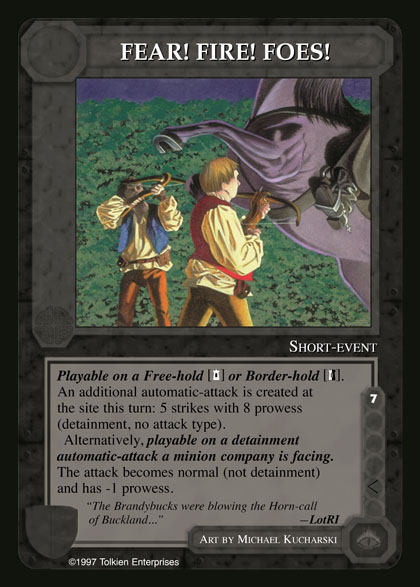 FEAR! FIRE! FOES!
SHORT-EVENT
Playable on a Free-hold [] or Border-hold [].
An additional automatic-attack is created at
the site this turn: 5 strikes with 8 prowess
(detainment, no attack type).
Alternatively, playable on a detainment
automatic-attack a minion company is facing.
The attack becomes normal (not detainment)
and has -1 prowess.
7
"The Brandybucks were blowing the Horn-call
of Buckland..." —LotRI
ART BY MICHAEL KUCHARSKI
©1997 Tolkien Enterprises